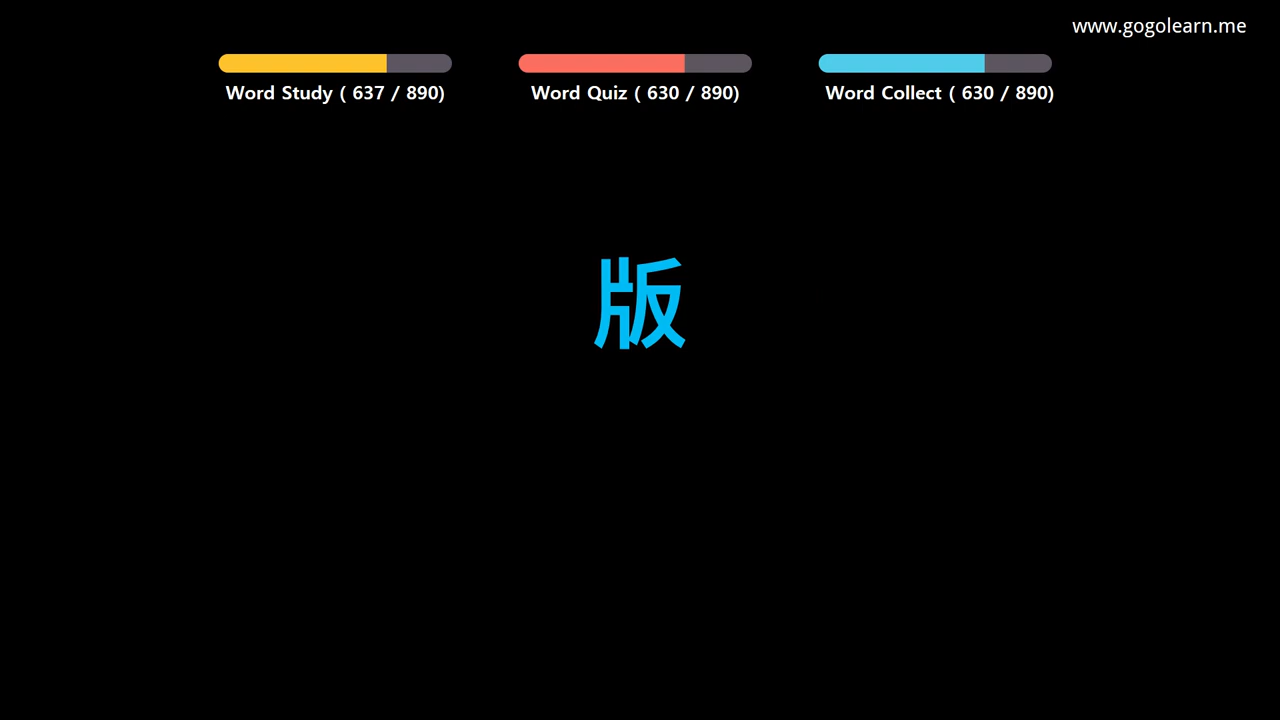 www.gogolearn.me
Word Study ( 637 / 890)
Word Quiz ( 630 / 890)
Word Collect ( 630 / 890)
版